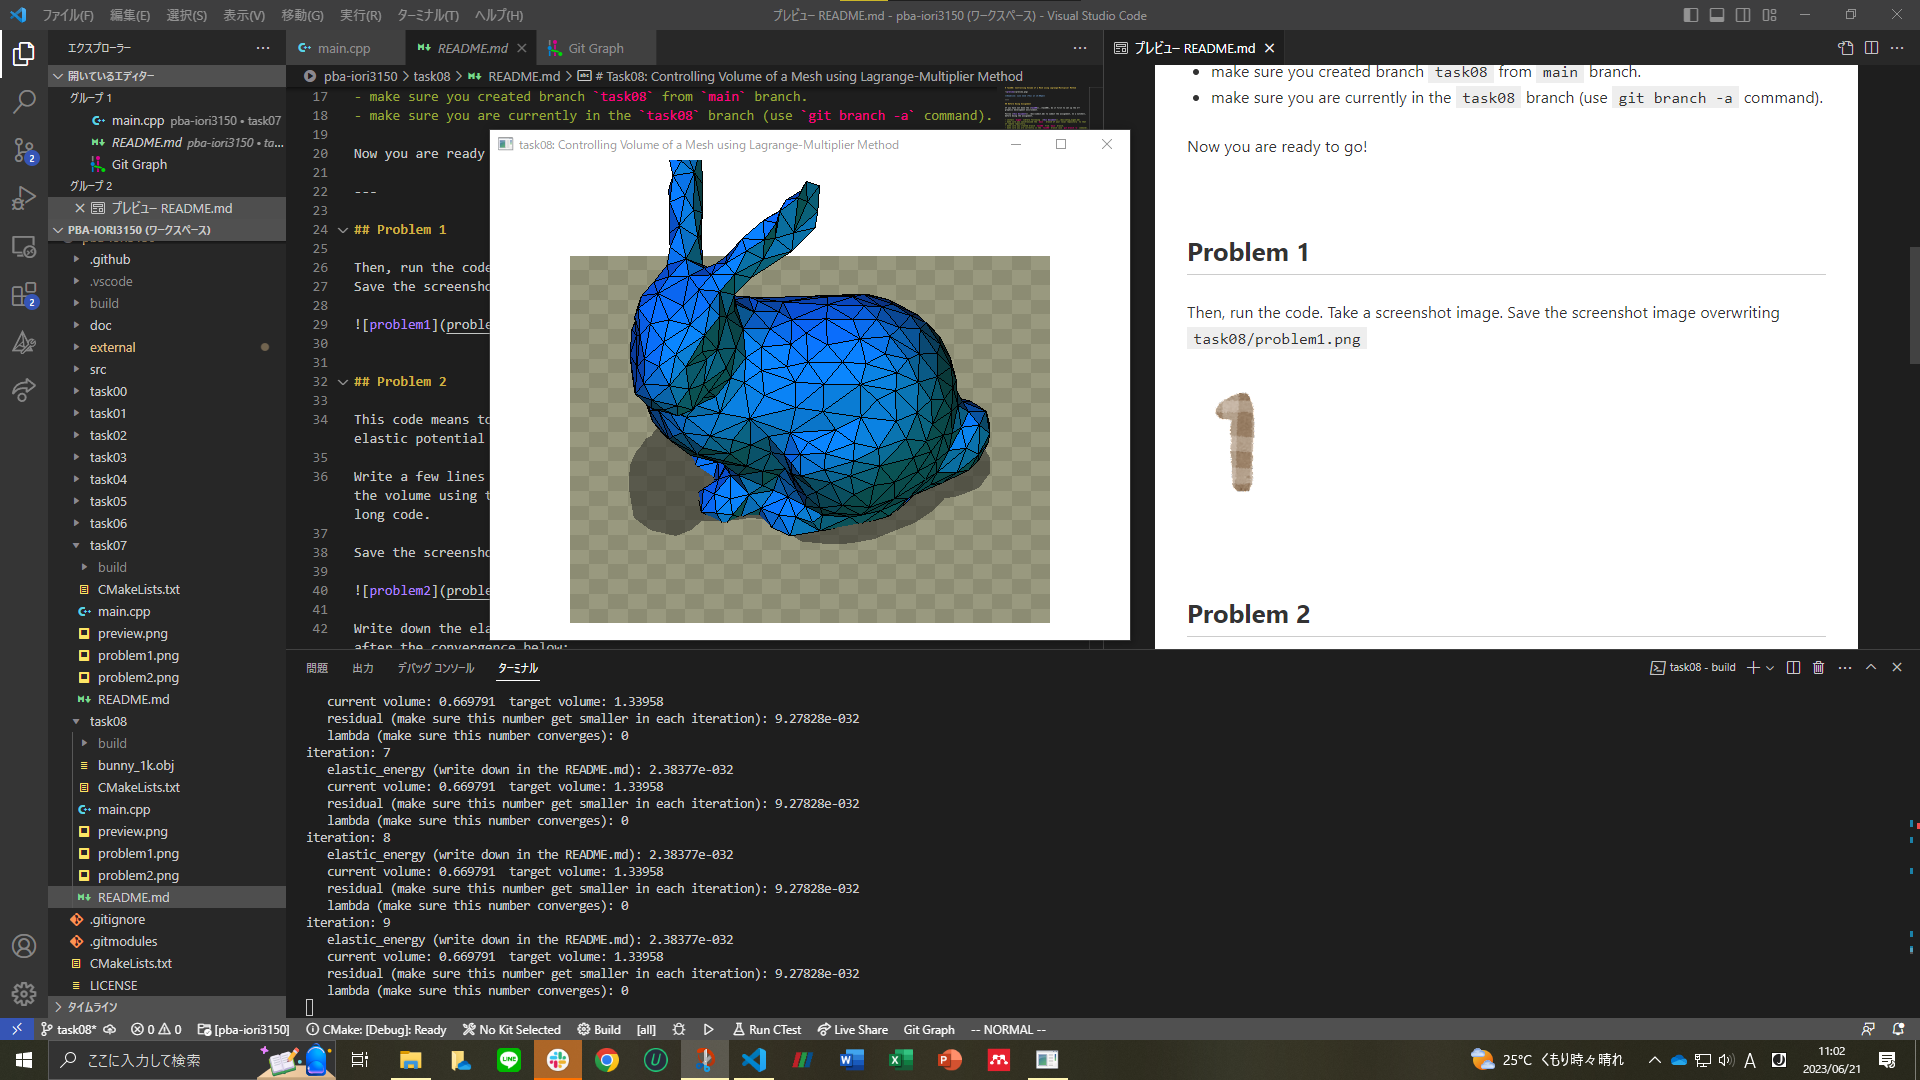 ファイル(F) 編集(E) 選択(S) 表示(V) 移動(G) 実行(R) ターミナル(T) ヘルプ(H)
プレビュー README.md - pba-iori3150 (ワークスペース) - Visual Studio Code
エクスプローラー
開いているエディター
グループ 1
main.cpp pba-iori3150 • task07
README.md pba-iori3150 • ta...
Git Graph
グループ 2
プレビュー README.md
PBA-IORI3150 (ワークスペース)
.github
.vscode
build
doc
external
src
task00
task01
task02
task03
task04
task05
task06
task07
build
CMakeLists.txt
main.cpp
preview.png
problem1.png
problem2.png
README.md
task08
build
bunny_1k.obj
CMakeLists.txt
main.cpp
preview.png
problem1.png
problem2.png
README.md
.gitignore
.gitmodules
CMakeLists.txt
LICENSE
タイムライン
main.cpp
README.md
Git Graph
pba-iori3150 > task08 > README.md > # Task08: Controlling Volume of a Mesh using Lagrange-Multiplier Method
17 - make sure you created branch `task08` from `main` branch.
18 - make sure you are currently in the `task08` branch (use `git branch -a` command).
19
20 Now you are ready
21
22 ---
23
24 ## Problem 1
25
26 Then, run the code
27 Save the screensho
28
29 ![problem1](proble
30
31
32 ## Problem 2
33
34 This code means to
elastic potential
35
36 Write a few lines
the volume using t
long code.
37
38 Save the screensho
39
40 ![problem2](proble
41
42 Write down the ela
after the convergence below:
task08: Controlling Volume of a Mesh using Lagrange-Multiplier Method
プレビュー README.md
make sure you created branch task08 from main branch.
make sure you are currently in the task08 branch (use git branch -a command).
Now you are ready to go!
Problem 1
Then, run the code. Take a screenshot image. Save the screenshot image overwriting
task08/problem1.png
1
Problem 2
問題 出力 デバッグ コンソール ターミナル
task08 - build
current volume: 0.669791 target volume: 1.33958
residual (make sure this number get smaller in each iteration): 9.27828e-032
lambda (make sure this number converges): 0
iteration: 7
elastic_energy (write down in the README.md): 2.38377e-032
current volume: 0.669791 target volume: 1.33958
residual (make sure this number get smaller in each iteration): 9.27828e-032
lambda (make sure this number converges): 0
iteration: 8
elastic_energy (write down in the README.md): 2.38377e-032
current volume: 0.669791 target volume: 1.33958
residual (make sure this number get smaller in each iteration): 9.27828e-032
lambda (make sure this number converges): 0
iteration: 9
elastic_energy (write down in the README.md): 2.38377e-032
current volume: 0.669791 target volume: 1.33958
residual (make sure this number get smaller in each iteration): 9.27828e-032
lambda (make sure this number converges): 0
task08* 0 0 [pba-iori3150] CMake: [Debug]: Ready No Kit Selected Build [all] Run CTest Live Share Git Graph -- NORMAL --
ここに入力して検索
25°C くもり時々晴れ
A
11:02
2023/06/21